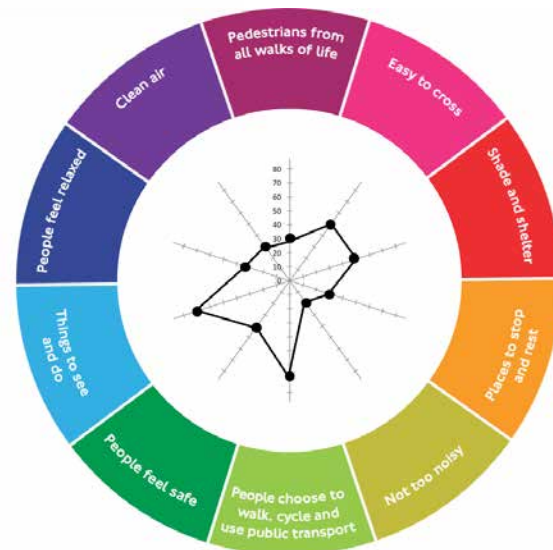 Pedestrians from
all walks of life
Easy to cross
Shade and shelter
Places to stop
and rest
Not too noisy
People choose to
walk, cycle and
use public transport
People feel safe
Things to see
and do
People feel relaxed
Clean air
80
70
60
50
40
30
20
10
0